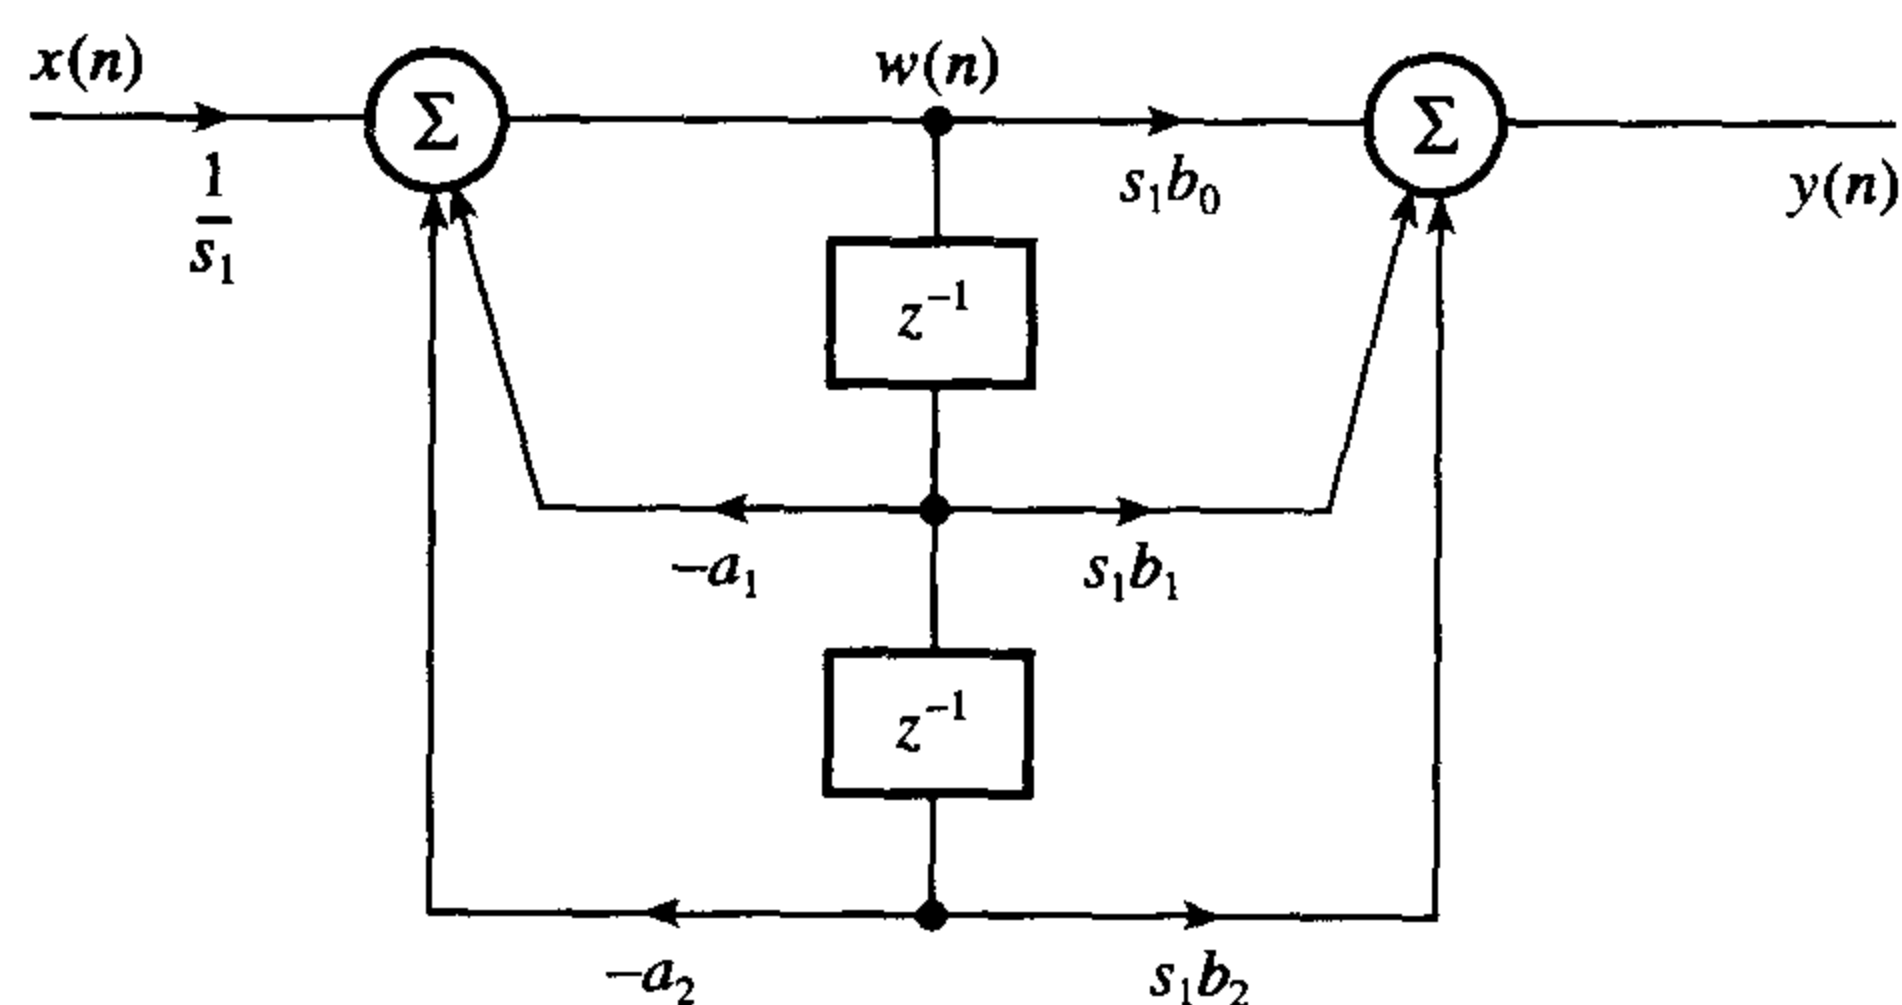 x(n)
w(n)
Σ
Σ
1
s₁
s₁b₀
y(n)
z⁻¹
−a₁
s₁b₁
z⁻¹
−a₂
s₁b₂